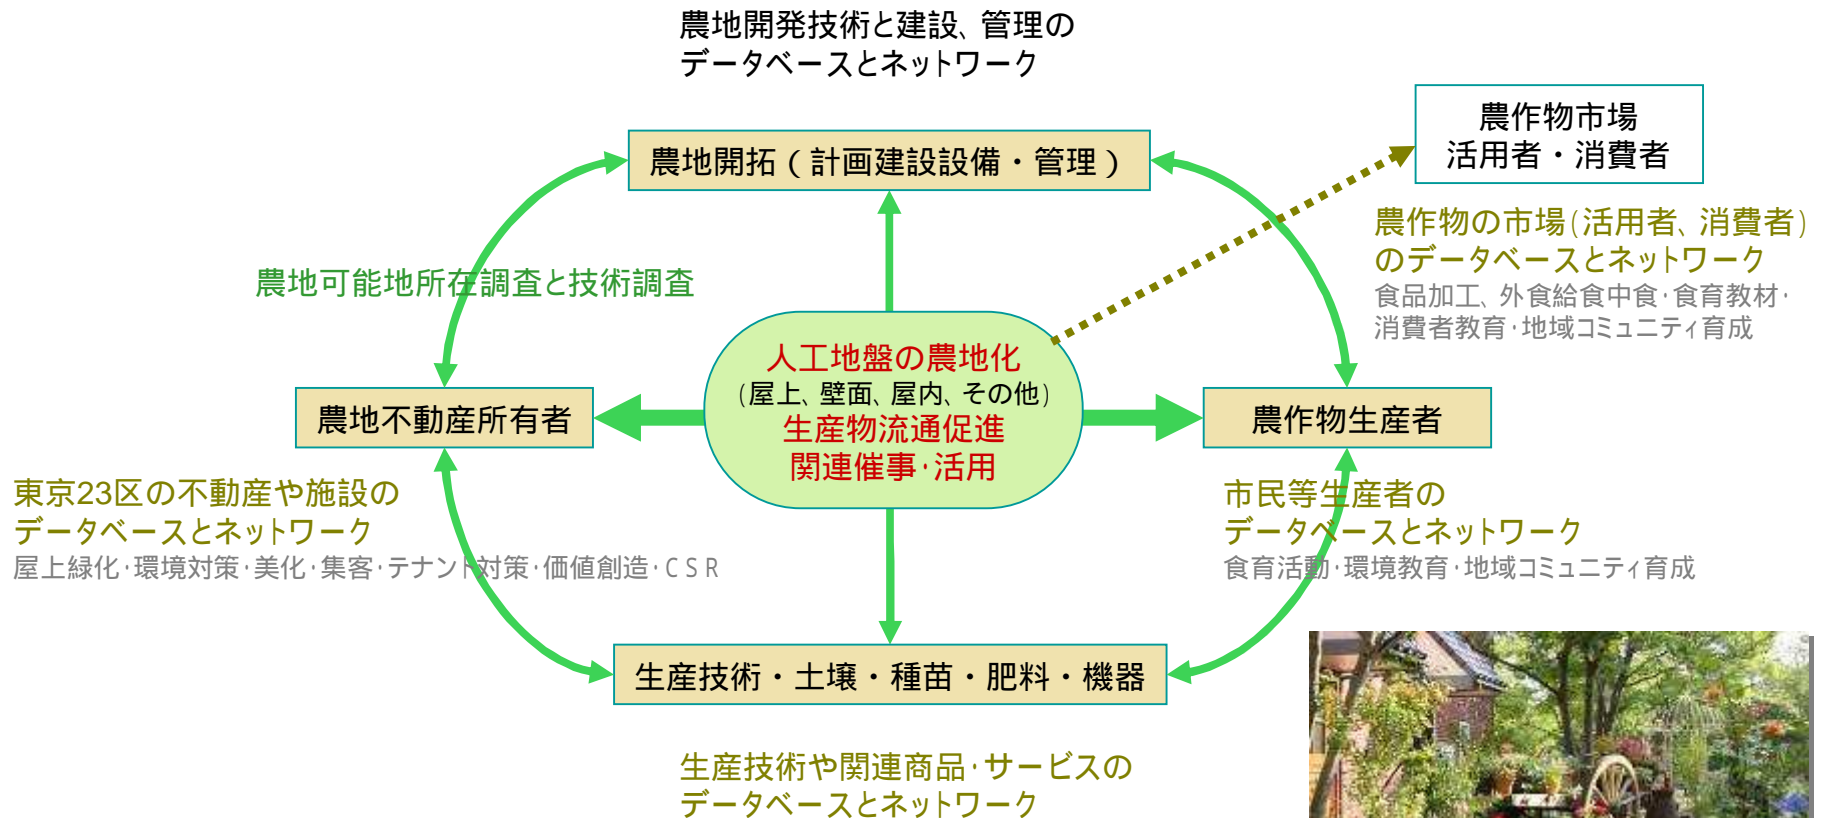 農地開発技術と建設、管理の
データベースとネットワーク
農作物市場
活用者・消費者
農地開拓（計画建設設備・管理）
農作物の市場(活用者、消費者)
のデータベースとネットワーク
食品加工、外食給食中食･食育教材･
消費者教育･地域コミュニティ育成
農地可能地所在調査と技術調査
人工地盤の農地化
(屋上、壁面、屋内、その他)
生産物流通促進
関連催事･活用
農地不動産所有者
農作物生産者
東京23区の不動産や施設の
データベースとネットワーク
屋上緑化･環境対策･美化･集客･テナント対策･価値創造･ＣＳＲ
市民等生産者の
データベースとネットワーク
食育活動･環境教育･地域コミュニティ育成
生産技術・土壌・種苗・肥料・機器
生産技術や関連商品･サービスの
データベースとネットワーク